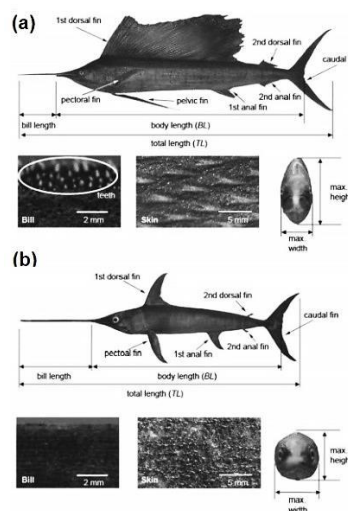 (a)
1st dorsal fin
2nd dorsal fin
caudal
pectoral fin
pelvic fin
1st anal fin
2nd anal fin
bill length
body length (BL)
total length (TL)
teeth
Bill
2 mm
Skin
5 mm
max.
height
max.
width
(b)
1st dorsal fin
2nd dorsal fin
caudal fin
pectoal fin
1st anal fin
2nd anal fin
bill length
body length (BL)
total length (TL)
Bill
2 mm
Skin
5 mm
max.
heigh
max.
width